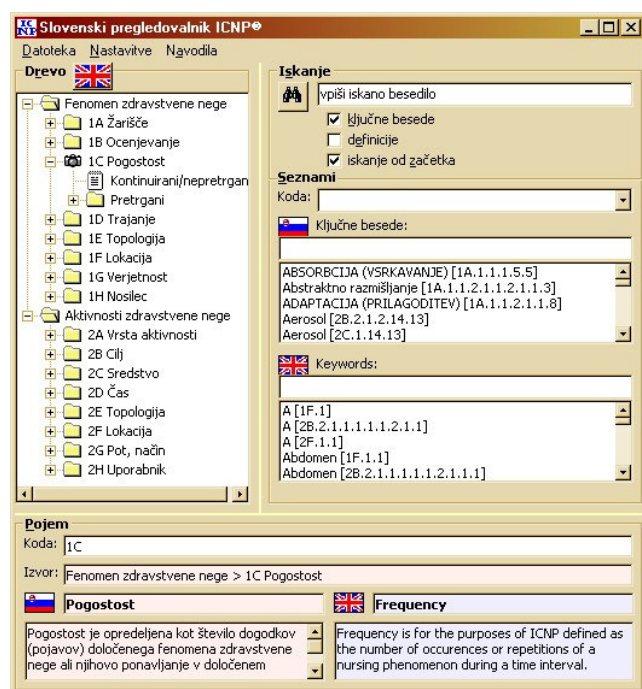 Slovenski pregledovalnik ICNP®
Datoteka Nastavitve Navodila
Drevo
Fenomen zdravstvene nege
1A Žarišče
1B Ocenjevanje
1C Pogostost
Kontinuirani/nepretrgan
Pretrgani
1D Trajanje
1E Topologija
1F Lokacija
1G Verjetnost
1H Nosilec
Aktivnosti zdravstvene nege
2A Vrsta aktivnosti
2B Cilj
2C Sredstvo
2D Čas
2E Topologija
2F Lokacija
2G Pot, način
2H Uporabnik
Iskanje
vpiši iskano besedilo
ključne besede
definicije
iskanje od začetka
Seznami
Koda:
Ključne besede:
ABSORBCIJA (VSRKAVANJE) [1A.1.1.1.5.5]
Abstraktno razmišljanje [1A.1.1.2.1.1.2.1.1.3]
ADAPTACIJA (PRILAGODITEV) [1A.1.1.2.1.1.8]
Aerosol [2B.2.1.2.14.13]
Aerosol [2C.1.14.13]
Keywords:
A [1F.1]
A [2B.2.1.1.1.1.1.2.1.1]
A [2F.1.1]
Abdomen [1F.1.1]
Abdomen [2B.2.1.1.1.1.1.2.1.1.1]
Pojem
Koda: 1C
Izvor: Fenomen zdravstvene nege > 1C Pogostost
Pogostost
Pogostost je opredeljena kot število dogodkov
(pojavov) določenega fenomena zdravstvene
nege ali njihovo ponavljanje v določenem
Frequency
Frequency is for the purposes of ICNP defined as
the number of occurences or repetitions of a
nursing phenomenon during a time interval.